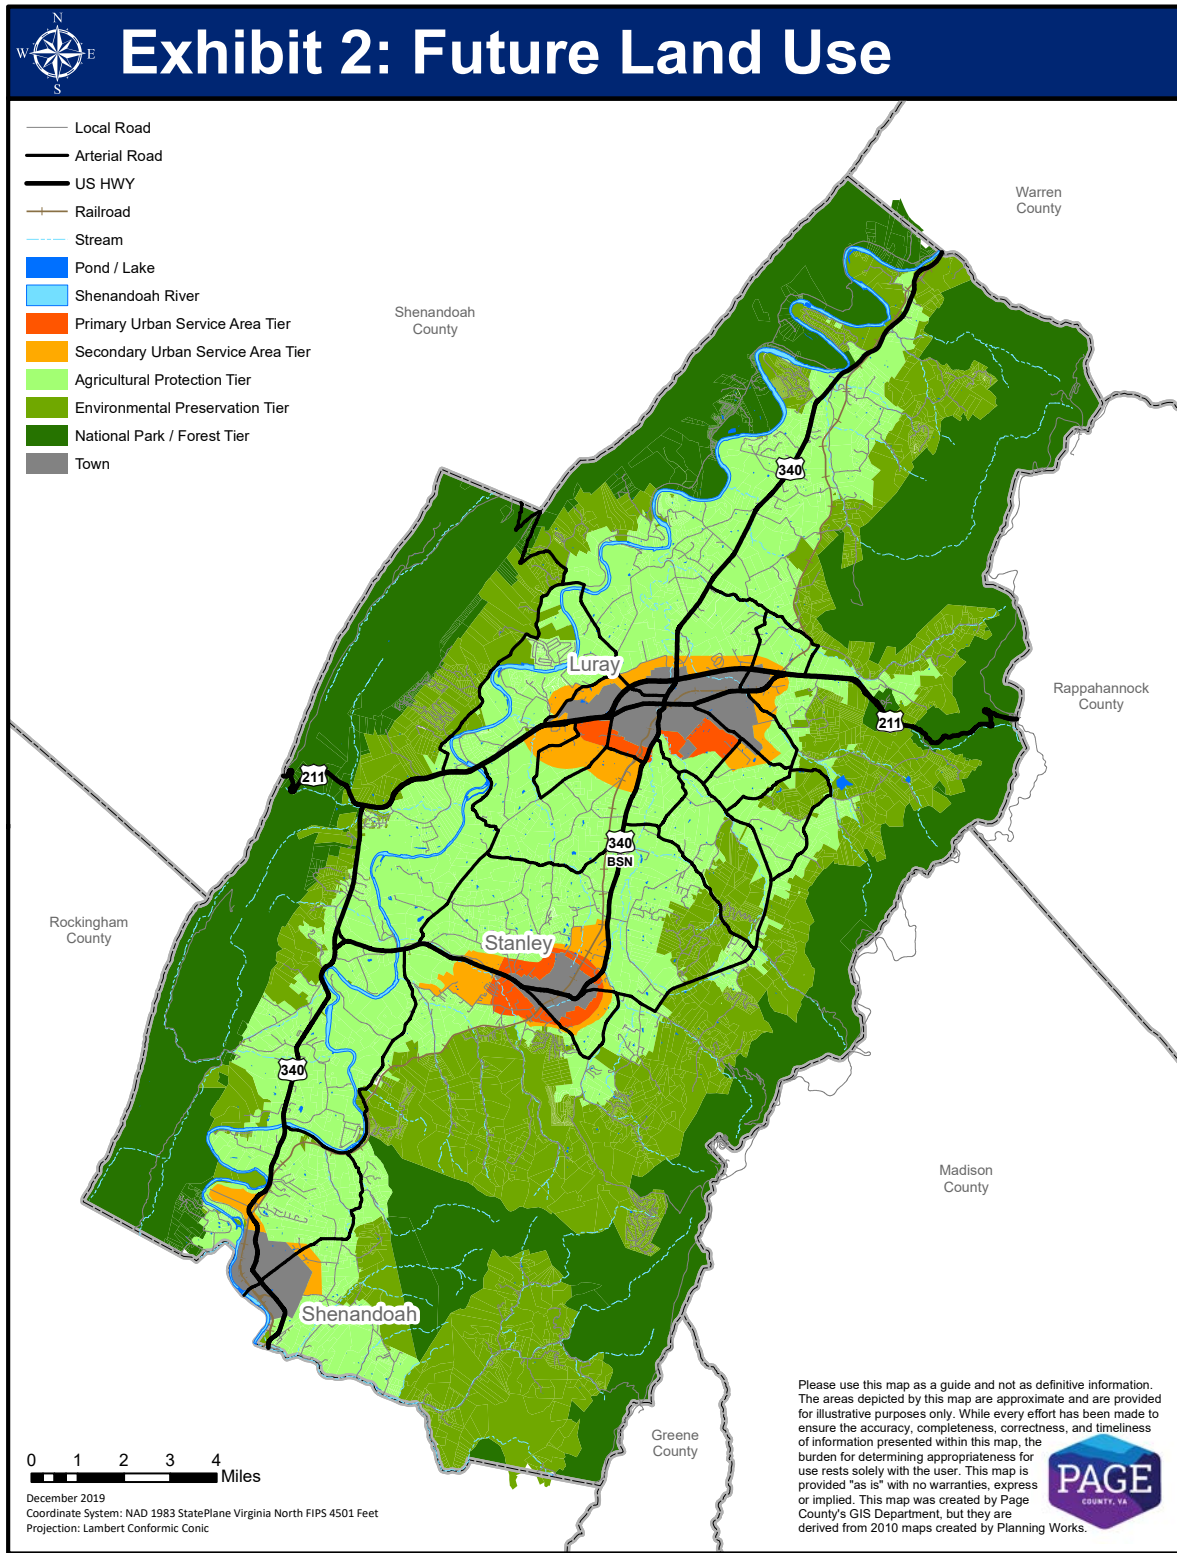 N
W E
S
Exhibit 2: Future Land Use
Local Road
Arterial Road
US HWY
Railroad
Stream
Pond / Lake
Shenandoah River
Primary Urban Service Area Tier
Secondary Urban Service Area Tier
Agricultural Protection Tier
Environmental Preservation Tier
National Park / Forest Tier
Town
Warren
County
Shenandoah
County
340
Luray
Rappahannock
County
211
211
340
BSN
Rockingham
County
Stanley
340
Madison
County
Shenandoah
Greene
County
Please use this map as a guide and not as definitive information.
The areas depicted by this map are approximate and are provided
for illustrative purposes only. While every effort has been made to
ensure the accuracy, completeness, correctness, and timeliness
of information presented within this map, the
burden for determining appropriateness for
use rests solely with the user. This map is
provided "as is" with no warranties, express
or implied. This map was created by Page
County's GIS Department, but they are
derived from 2010 maps created by Planning Works.
PAGE
COUNTY, VA
0 1 2 3 4
Miles
December 2019
Coordinate System: NAD 1983 StatePlane Virginia North FIPS 4501 Feet
Projection: Lambert Conformic Conic